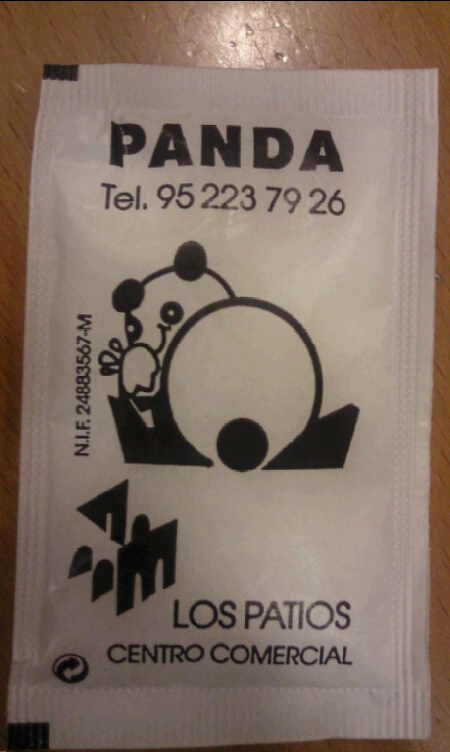 PANDA
Tel. 95 223 79 26
N.I.F. 24883567-M
LOS PATIOS
CENTRO COMERCIAL